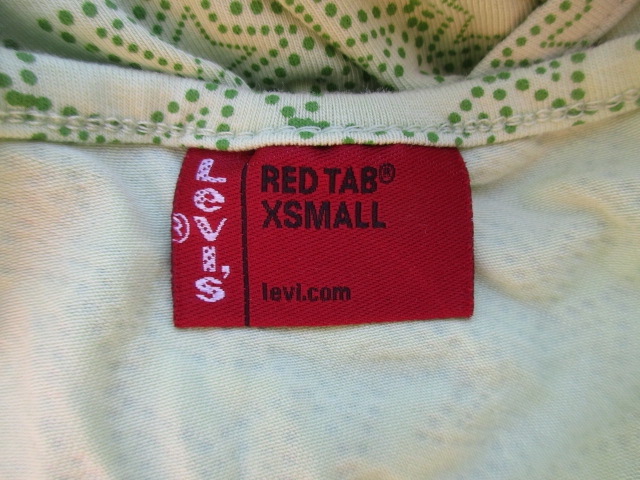 LeVI's
®
RED TAB®
XSMALL
levi.com